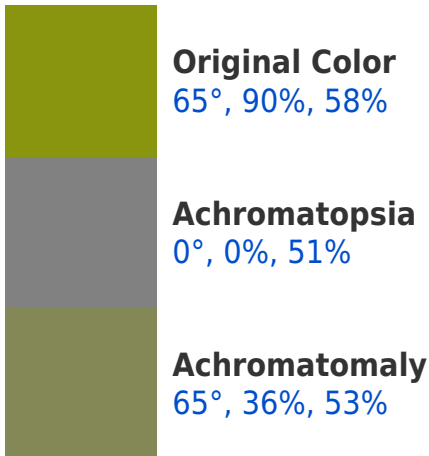 Original Color
65°, 90%, 58%
Achromatopsia
0°, 0%, 51%
Achromatomaly
65°, 36%, 53%